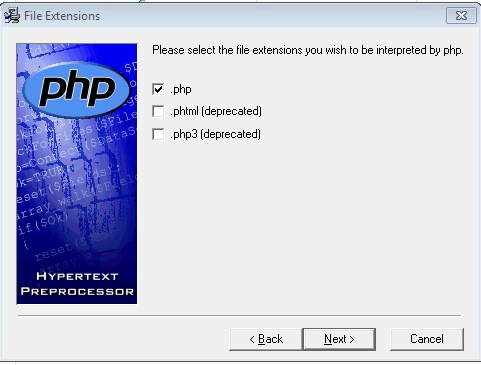 File Extensions
Please select the file extensions you wish to be interpreted by php.
.php
.phtml (deprecated)
.php3 (deprecated)
php
HYPERTEXT
PREPROCESSOR
< Back
Next >
Cancel